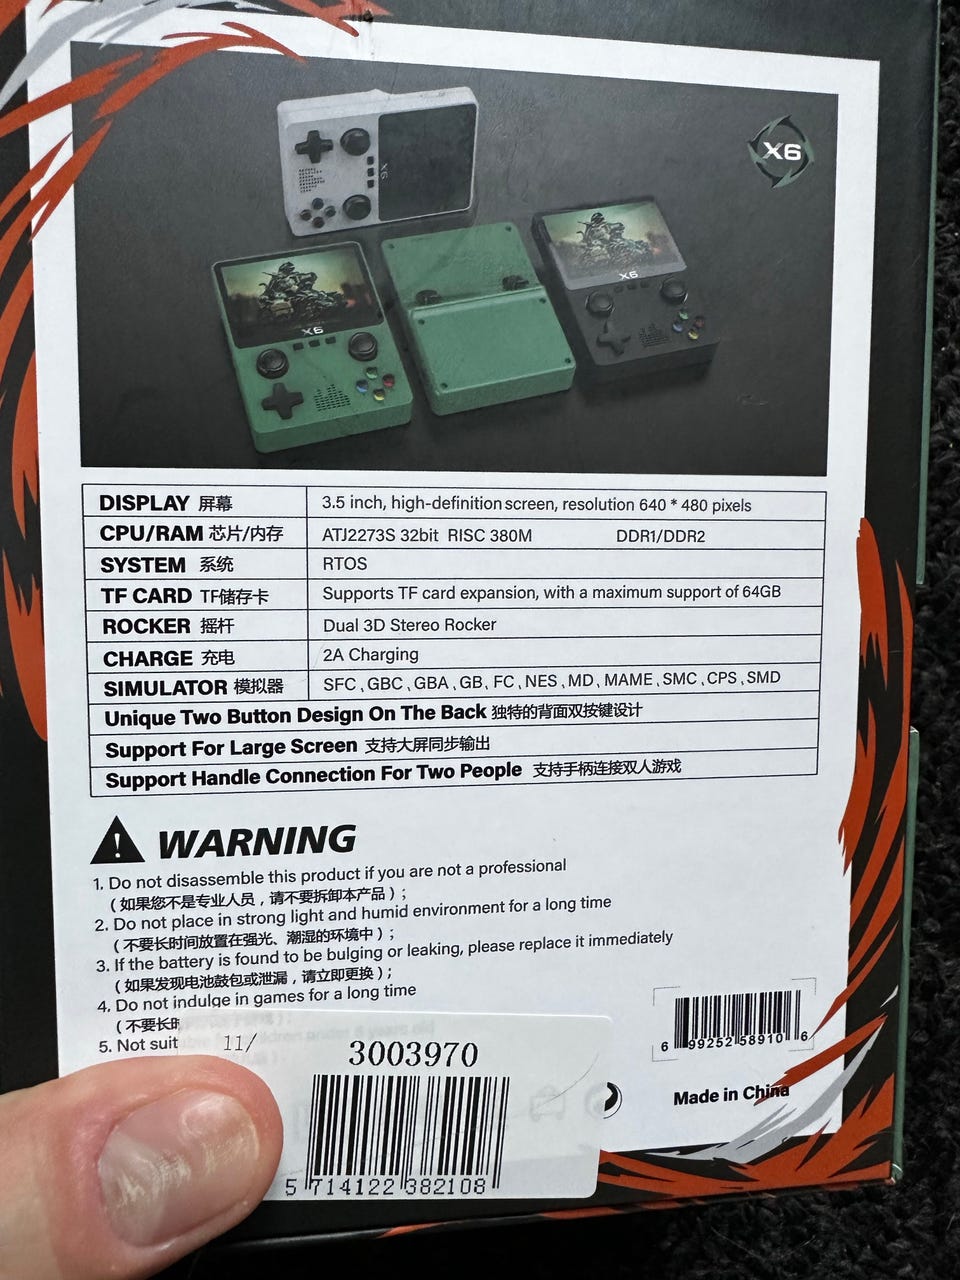 X6
X6
X6
X6
DISPLAY 屏幕 3.5 inch, high-definition screen, resolution 640 * 480 pixels
CPU/RAM 芯片/内存 ATJ2273S 32bit RISC 380M DDR1/DDR2
SYSTEM 系统 RTOS
TF CARD TF储存卡 Supports TF card expansion, with a maximum support of 64GB
ROCKER 摇杆 Dual 3D Stereo Rocker
CHARGE 充电 2A Charging
SIMULATOR 模拟器 SFC、GBC、GBA、GB、FC、NES、MD、MAME、SMC、CPS、SMD
Unique Two Button Design On The Back 独特的背面双按键设计
Support For Large Screen 支持大屏同步输出
Support Handle Connection For Two People 支持手柄连接双人游戏
WARNING
1. Do not disassemble this product if you are not a professional
（如果您不是专业人员，请不要拆卸本产品）；
2. Do not place in strong light and humid environment for a long time
（不要长时间放置在强光、潮湿的环境中）；
3. If the battery is found to be bulging or leaking, please replace it immediately
（如果发现电池鼓包或泄漏，请立即更换）；
4. Do not indulge in games for a long time
（不要长时
5. Not suit
11/
3003970
5 714122 382108
6 99252 58910 6
Made in China